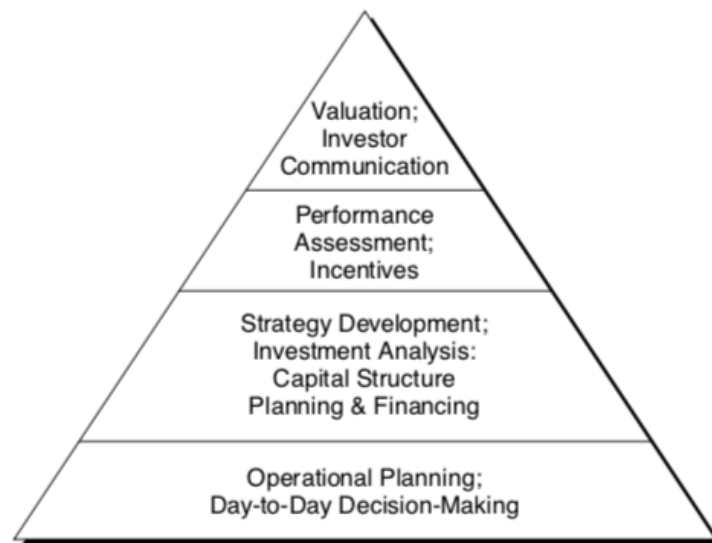 Valuation;
Investor
Communication
Performance
Assessment;
Incentives
Strategy Development;
Investment Analysis:
Capital Structure
Planning & Financing
Operational Planning;
Day-to-Day Decision-Making